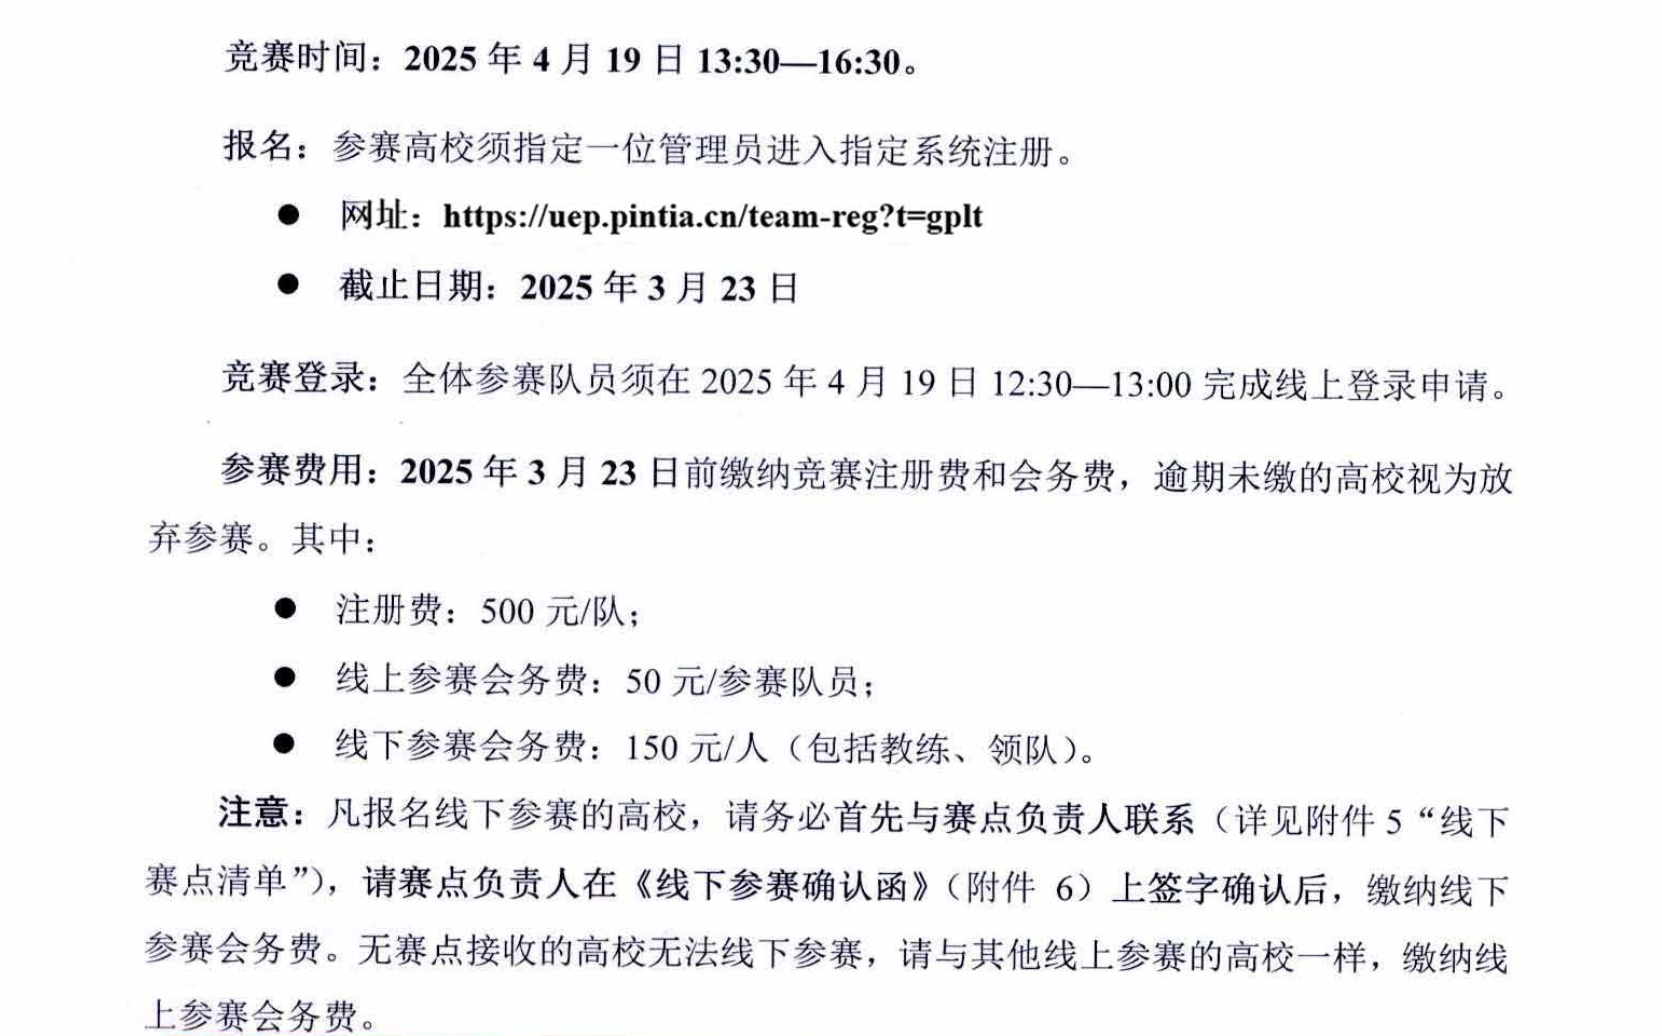 竞赛时间：2025 年 4 月 19 日 13:30—16:30。
报名：参赛高校须指定一位管理员进入指定系统注册。
● 网址：https://uep.pintia.cn/team-reg?t=gplt
● 截止日期：2025 年 3 月 23 日
竞赛登录：全体参赛队员须在 2025 年 4 月 19 日 12:30—13:00 完成线上登录申请。
参赛费用：2025 年 3 月 23 日前缴纳竞赛注册费和会务费，逾期未缴的高校视为放
弃参赛。其中：
● 注册费：500 元/队；
● 线上参赛会务费：50 元/参赛队员；
● 线下参赛会务费：150 元/人（包括教练、领队）。
注意：凡报名线下参赛的高校，请务必首先与赛点负责人联系（详见附件 5“线下
赛点清单”），请赛点负责人在《线下参赛确认函》（附件 6）上签字确认后，缴纳线下
参赛会务费。无赛点接收的高校无法线下参赛，请与其他线上参赛的高校一样，缴纳线
上参赛会务费。